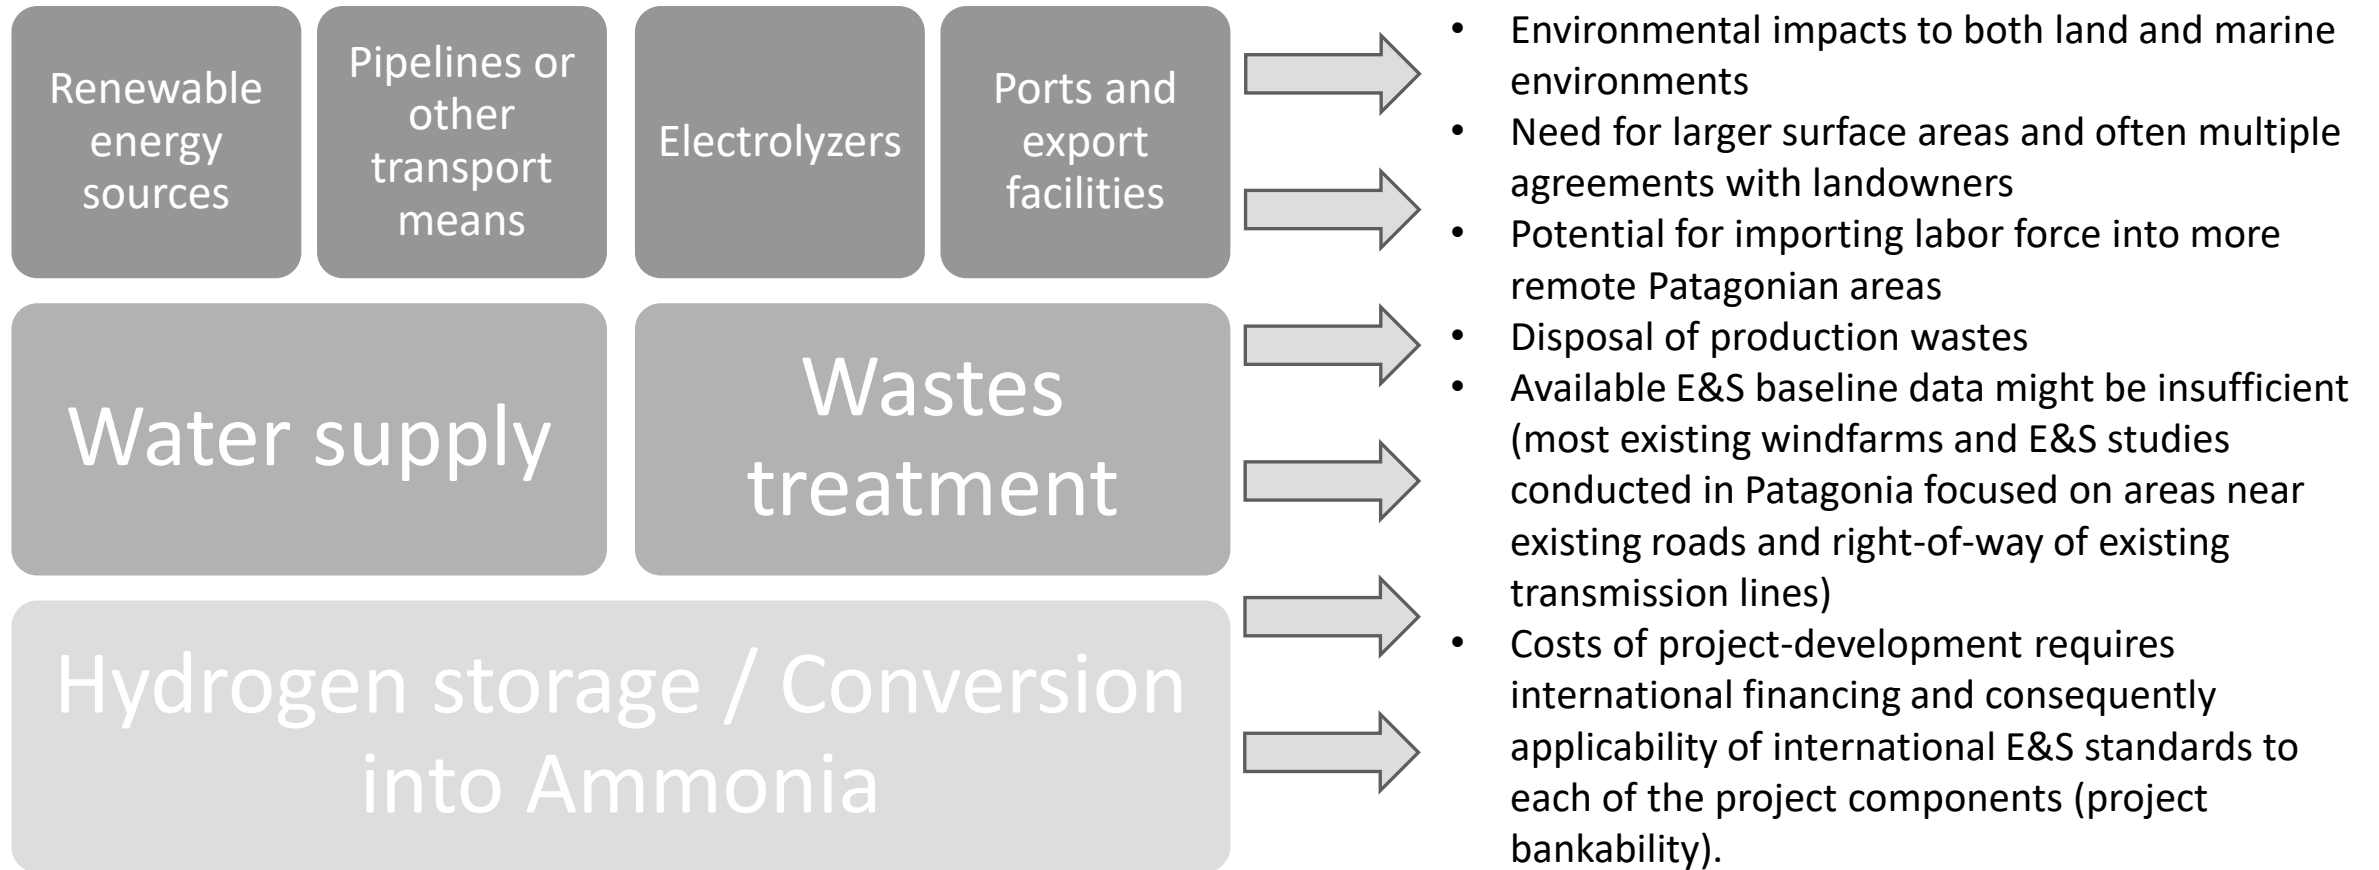 Renewable
energy
sources
Pipelines or
other
transport
means
Electrolyzers
Ports and
export
facilities
Water supply
Wastes
treatment
Hydrogen storage / Conversion
into Ammonia
• Environmental impacts to both land and marine
environments
• Need for larger surface areas and often multiple
agreements with landowners
• Potential for importing labor force into more
remote Patagonian areas
• Disposal of production wastes
• Available E&S baseline data might be insufficient
(most existing windfarms and E&S studies
conducted in Patagonia focused on areas near
existing roads and right-of-way of existing
transmission lines)
• Costs of project-development requires
international financing and consequently
applicability of international E&S standards to
each of the project components (project
bankability).